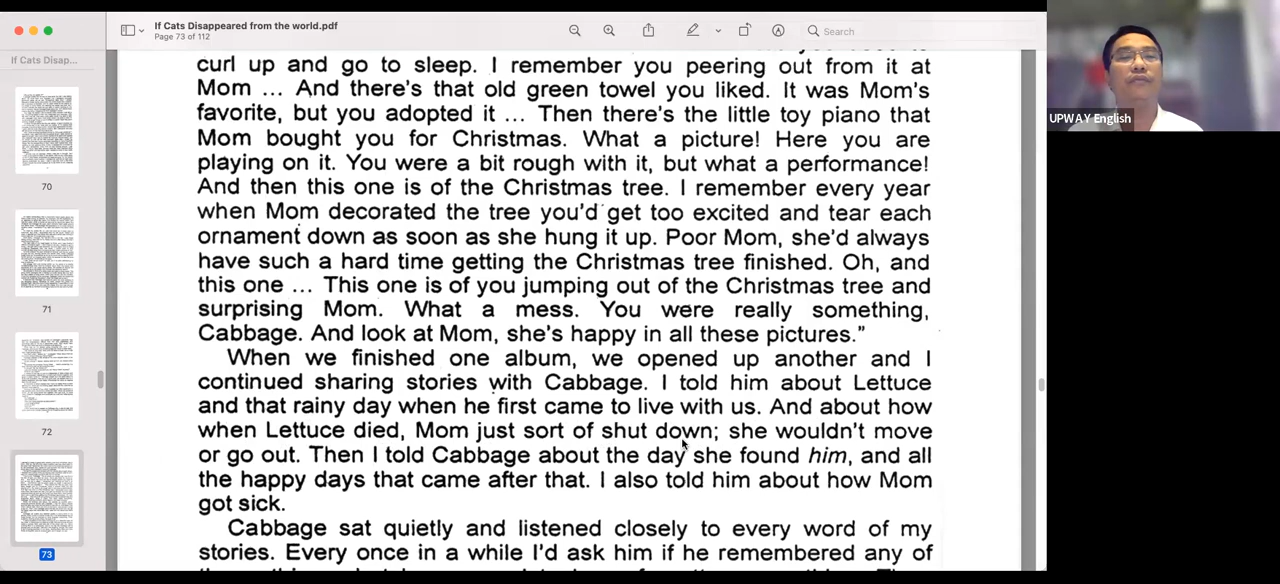 If Cats Disappeared from the world.pdf
Page 73 of 112
Search
If Cats Disap...
UPWAY English
curl up and go to sleep. I remember you peering out from it at
Mom ... And there's that old green towel you liked. It was Mom's
favorite, but you adopted it ... Then there's the little toy piano that
Mom bought you for Christmas. What a picture! Here you are
playing on it. You were a bit rough with it, but what a performance!
And then this one is of the Christmas tree. I remember every year
when Mom decorated the tree you'd get too excited and tear each
ornament down as soon as she hung it up. Poor Mom, she'd always
have such a hard time getting the Christmas tree finished. Oh, and
this one ... This one is of you jumping out of the Christmas tree and
surprising Mom. What a mess. You were really something,
Cabbage. And look at Mom, she's happy in all these pictures."
When we finished one album, we opened up another and I
continued sharing stories with Cabbage. I told him about Lettuce
and that rainy day when he first came to live with us. And about how
when Lettuce died, Mom just sort of shut down; she wouldn't move
or go out. Then I told Cabbage about the day she found him, and all
the happy days that came after that. I also told him about how Mom
got sick.
Cabbage sat quietly and listened closely to every word of my
stories. Every once in a while I'd ask him if he remembered any of
70
71
72
73